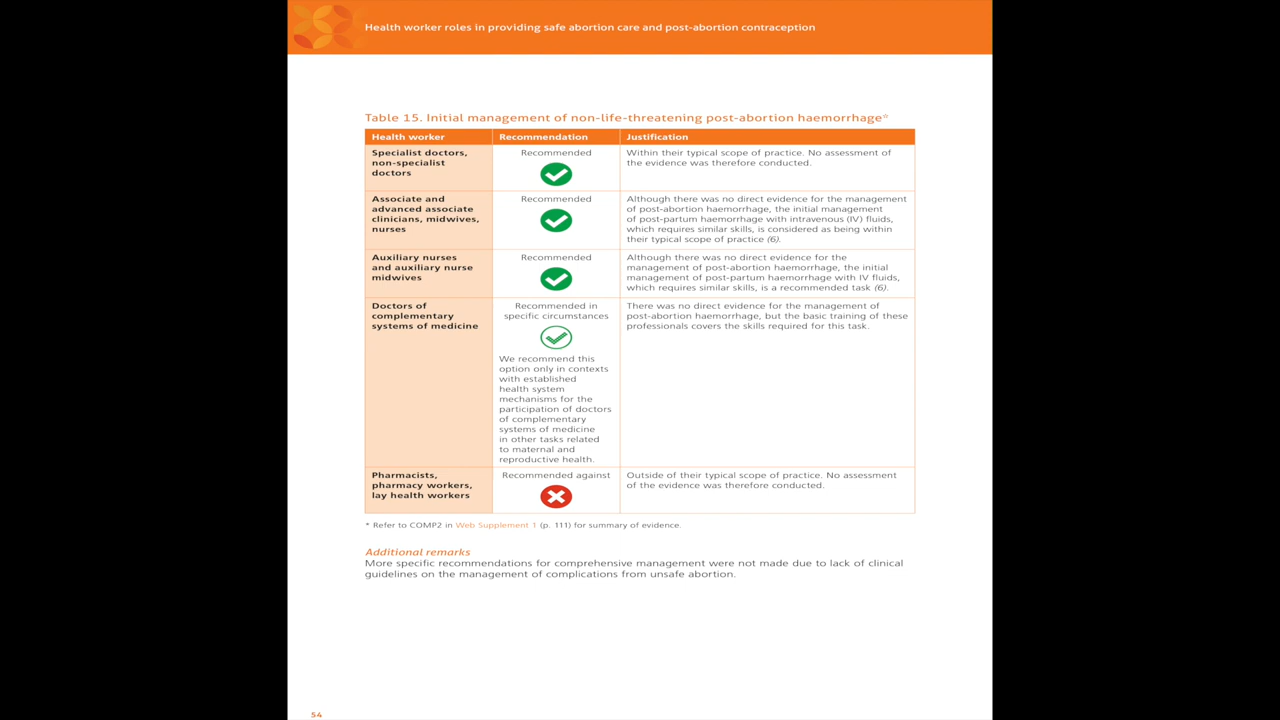 Health worker roles in providing safe abortion care and post-abortion contraception
Table 15. Initial management of non-life-threatening post-abortion haemorrhage*
Health worker
Recommendation
Justification
Specialist doctors,
non-specialist
doctors
Recommended
Within their typical scope of practice. No assessment of
the evidence was therefore conducted.
Associate and
advanced associate
clinicians, midwives,
nurses
Recommended
Although there was no direct evidence for the management
of post-abortion haemorrhage, the initial management
of post-partum haemorrhage with intravenous (IV) fluids,
which requires similar skills, is considered as being within
their typical scope of practice (6).
Auxiliary nurses
and auxiliary nurse
midwives
Recommended
Although there was no direct evidence for the
management of post-abortion haemorrhage, the initial
management of post-partum haemorrhage with IV fluids,
which requires similar skills, is a recommended task (6).
Doctors of
complementary
systems of medicine
Recommended in
specific circumstances
We recommend this
option only in contexts
with established
health system
mechanisms for the
participation of doctors
of complementary
systems of medicine
in other tasks related
to maternal and
reproductive health.
There was no direct evidence for the management of
post-abortion haemorrhage, but the basic training of these
professionals covers the skills required for this task.
Pharmacists,
pharmacy workers,
lay health workers
Recommended against
Outside of their typical scope of practice. No assessment
of the evidence was therefore conducted.
* Refer to COMP2 in Web Supplement 1 (p. 111) for summary of evidence.
Additional remarks
More specific recommendations for comprehensive management were not made due to lack of clinical
guidelines on the management of complications from unsafe abortion.
54